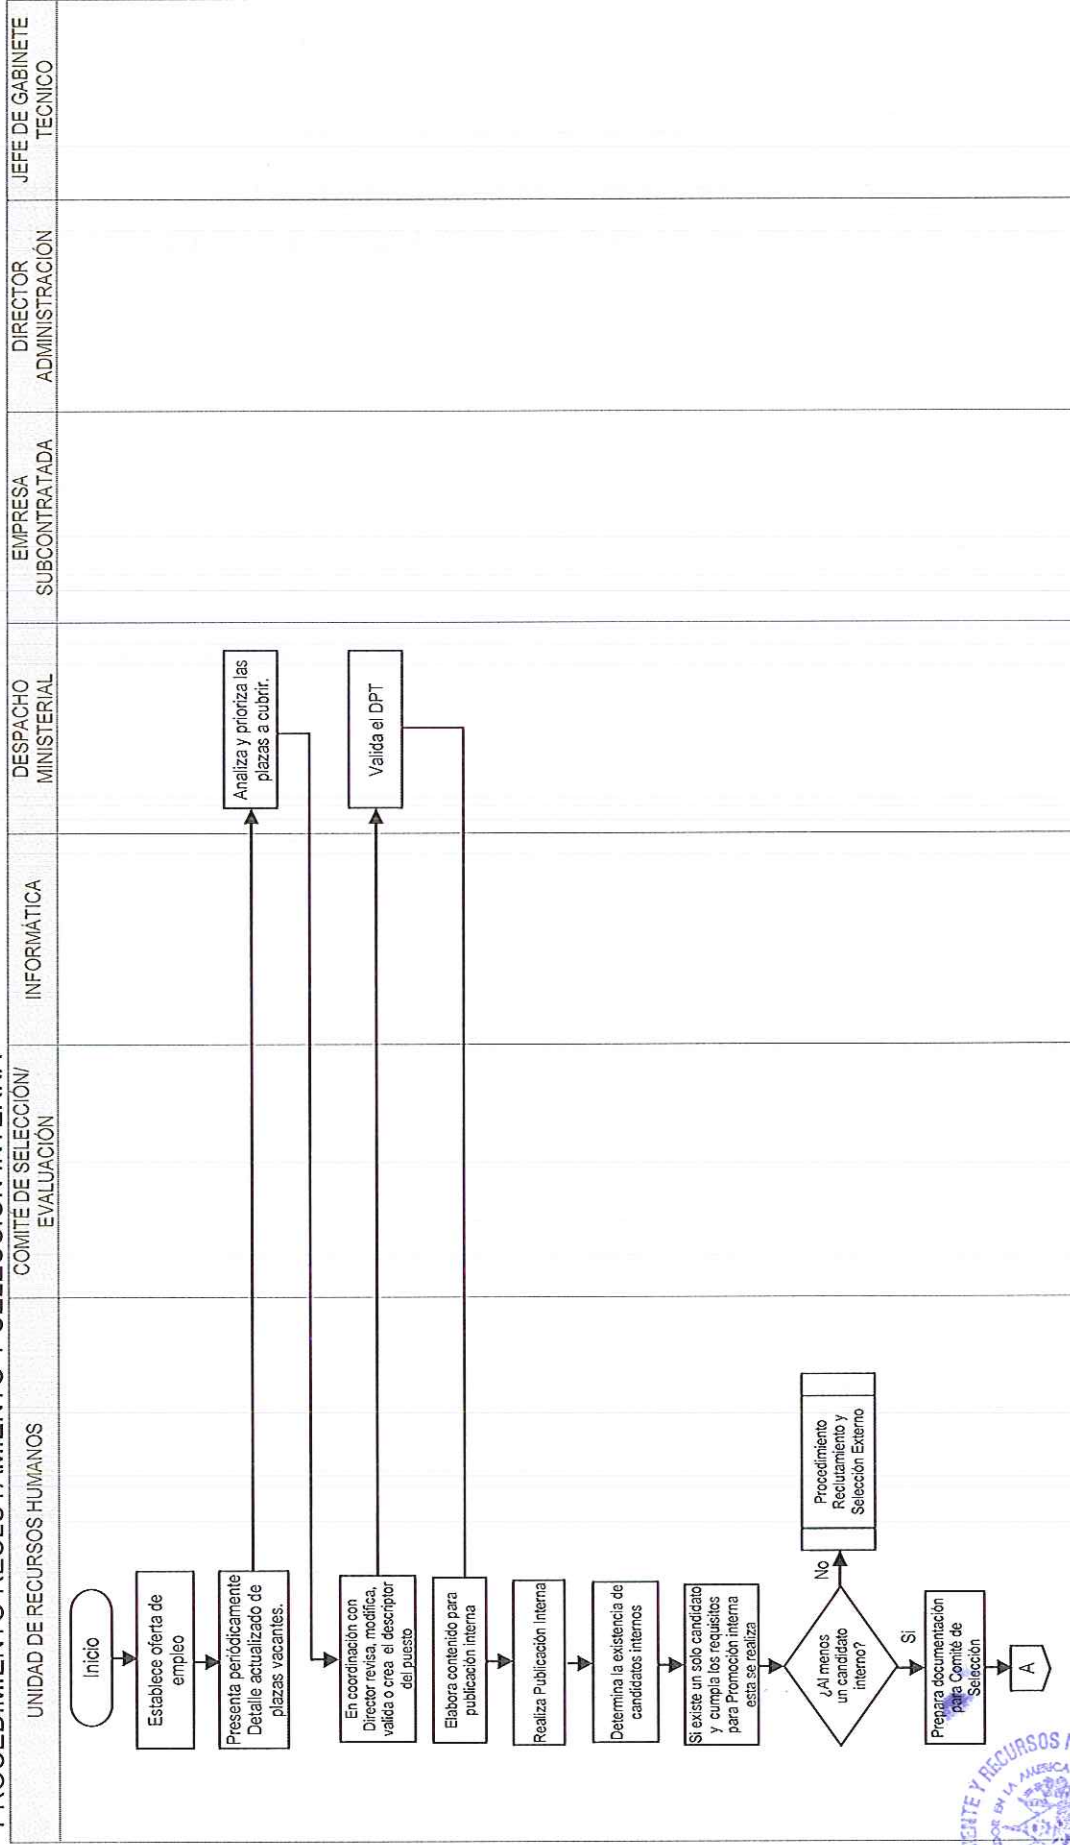 UNIDAD DE RECURSOS HUMANOS
COMITÉ DE SELECCIÓN/
EVALUACIÓN
INFORMÁTICA
DESPACHO
MINISTERIAL
EMPRESA
SUBCONTRATADA
DIRECTOR
ADMINISTRACIÓN
JEFE DE GABINETE
TECNICO
Inicio
Establece oferta de
empleo
Presenta periódicamente
Detalle actualizado de
plazas vacantes.
Analiza y prioriza las
plazas a cubrir.
En coordinación con
Director revisa, modifica,
valida o crea el descriptor
del puesto
Valida el DPT
Elabora contenido para
publicación interna
Realiza Publicación Interna
Determina la existencia de
candidatos internos
Si existe un solo candidato
y cumpla los requisitos
para Promoción interna
esta se realiza
¿Al menos
un candidato
interno?
No
Procedimiento
Reclutamiento y
Selección Externo
Si
Prepara documentación
para Comité de
Selección
A
Y RECURSOS
EN LA AMERICA